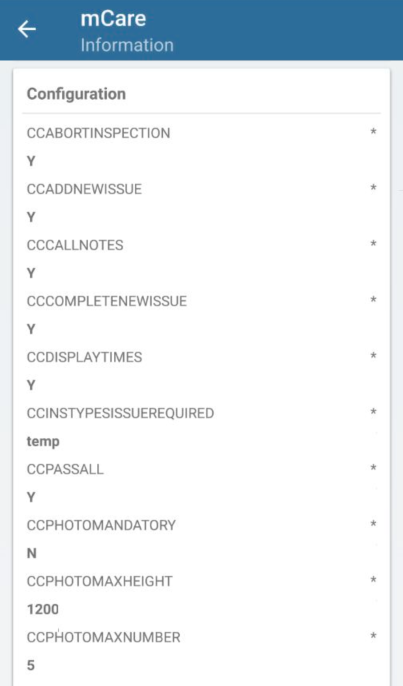 mCare
Information
Configuration
CCABORTINSPECTION *
Y
CCADDNEWISSUE *
Y
CCCALLNOTES *
Y
CCCOMPLETENEWISSUE *
Y
CCDISPLAYTIMES *
Y
CCINSTYPESISSUEREQUIRED *
temp
CCPASSALL *
Y
CCPHOTOMANDATORY *
N
CCPHOTOMAXHEIGHT *
1200
CCPHOTOMAXNUMBER *
5